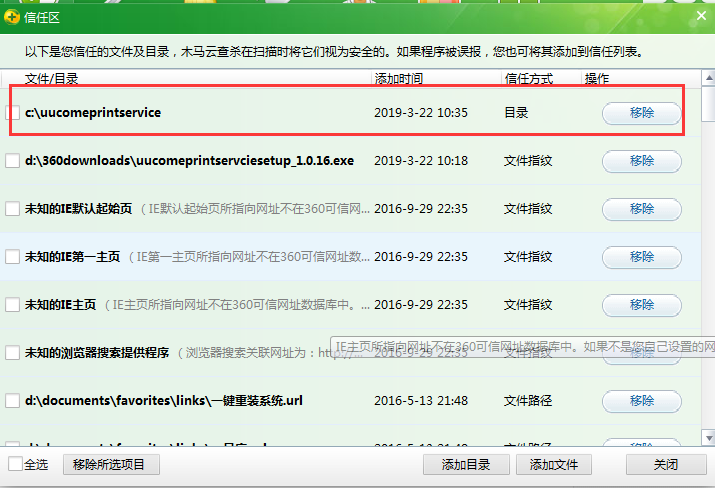 信任区
以下是您信任的文件及目录，木马云查杀在扫描时将它们视为安全的。如果程序被误报，您也可将其添加到信任列表。
文件/目录 添加时间 信任方式 操作
c:\uucomeprintservice 2019-3-22 10:35 目录 移除
d:\360downloads\uucomeprintservciesetup_1.0.16.exe 2019-3-22 10:18 文件指纹 移除
未知的IE默认起始页 （IE默认起始页所指向网址不在360可信网... 2016-9-29 22:35 文件指纹 移除
未知的IE第一主页 （IE第一主页所指向网址不在360可信网址数... 2016-9-29 22:35 文件指纹 移除
未知的IE主页 （IE主页所指向网址不在360可信网址数据库中。... 2016-9-29 22:35 文件指纹 移除
IE主页所指向网址不在360可信网址数据库中。如果不是您自己设置的网
未知的浏览器搜索提供程序 （浏览器搜索关联网址为：http://... 2016-9-29 22:35 文件指纹
d:\documents\favorites\links\一键重装系统.url 2016-5-13 21:48 文件路径 移除
全选 移除所选项目 添加目录 添加文件 关闭